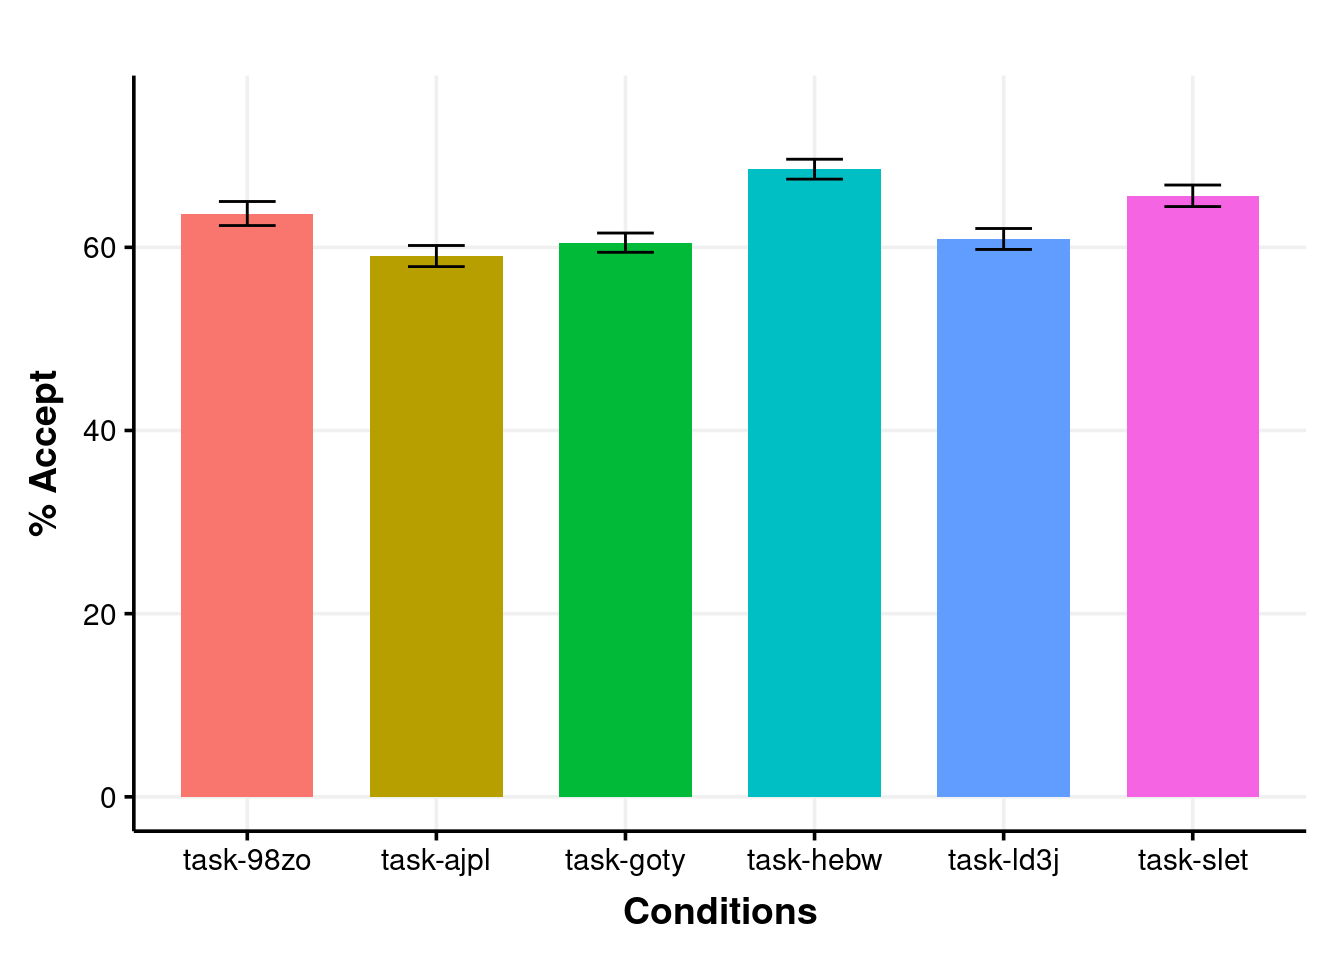 % Accept
60
40
20
0
task-98zo
task-ajpl
task-goty
task-hebw
task-ld3j
task-slet
Conditions